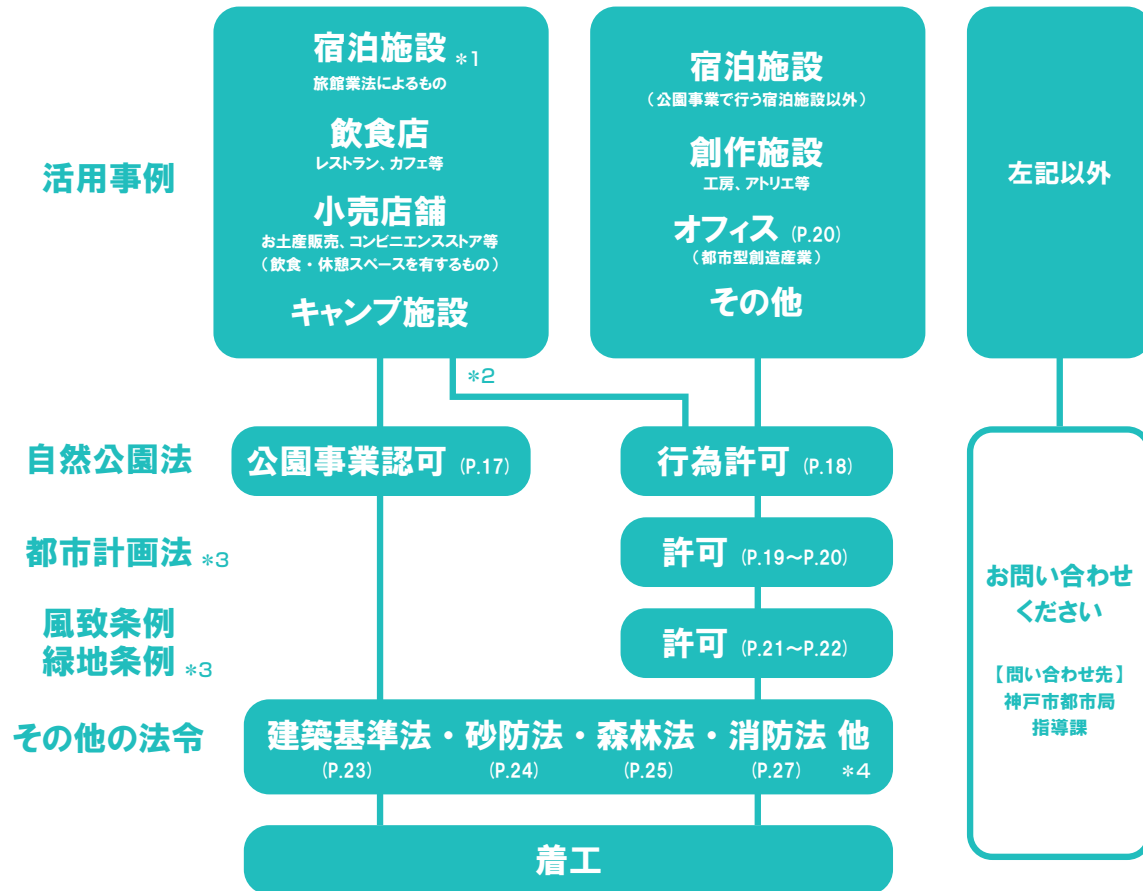 活用事例
宿泊施設 *1
旅館業法によるもの
飲食店
レストラン、カフェ等
小売店舗
お土産販売、コンビニエンスストア等
(飲食・休憩スペースを有するもの)
キャンプ施設
宿泊施設
(公園事業で行う宿泊施設以外)
創作施設
工房、アトリエ等
オフィス (P.20)
(都市型創造産業)
その他
左記以外
*2
自然公園法
公園事業認可 (P.17)
行為許可 (P.18)
都市計画法 *3
許可 (P.19〜P.20)
風致条例
緑地条例 *3
許可 (P.21〜P.22)
お問い合わせ
ください
【問い合わせ先】
神戸市都市局
指導課
その他の法令
建築基準法・砂防法・森林法・消防法 他
(P.23) (P.24) (P.25) (P.27) *4
着工